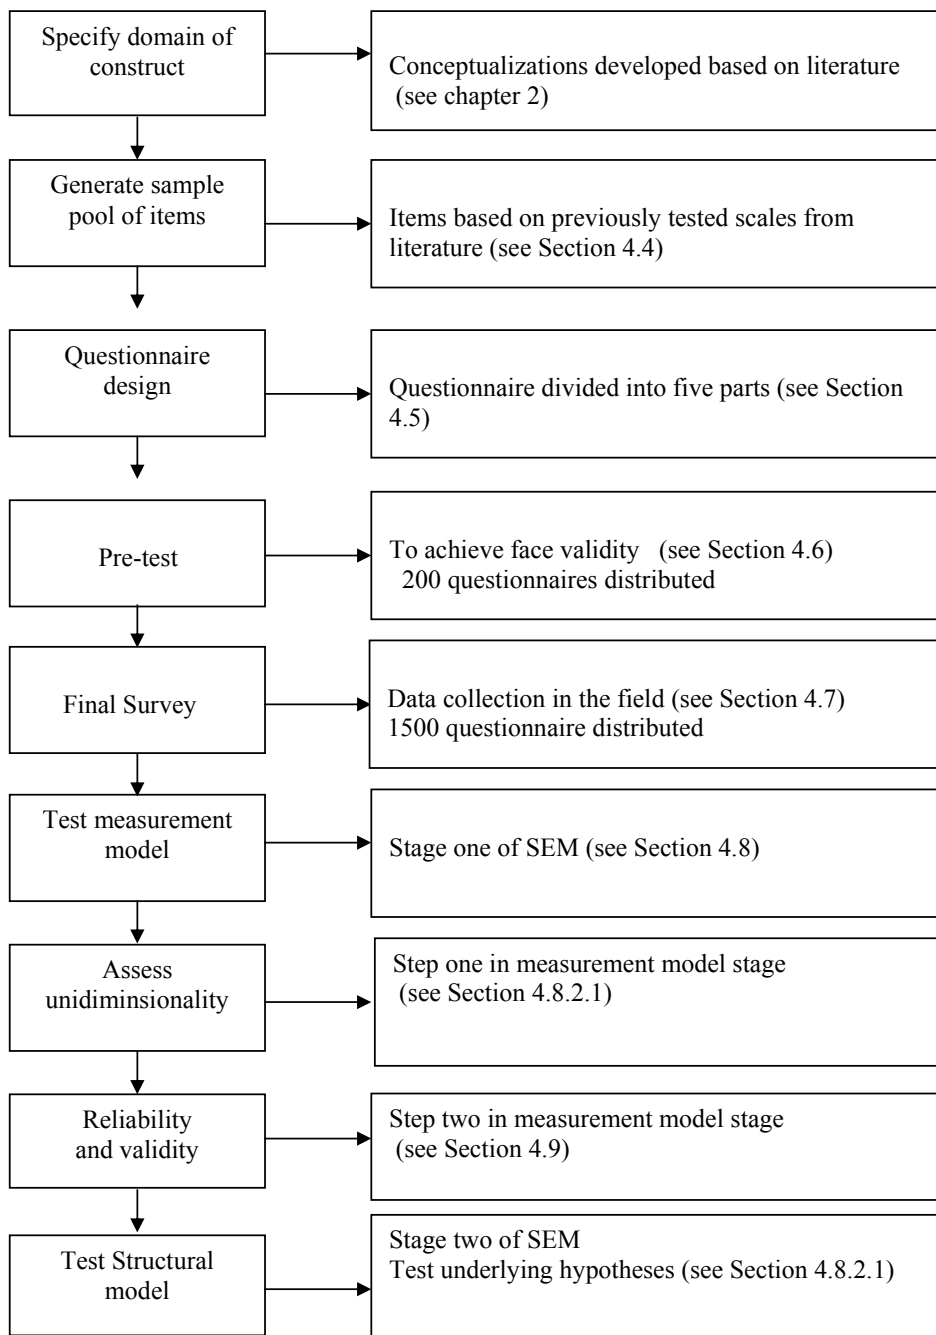 Specify domain of
construct
Conceptualizations developed based on literature
(see chapter 2)
Generate sample
pool of items
Items based on previously tested scales from
literature (see Section 4.4)
Questionnaire
design
Questionnaire divided into five parts (see Section
4.5)
Pre-test
To achieve face validity (see Section 4.6)
200 questionnaires distributed
Final Survey
Data collection in the field (see Section 4.7)
1500 questionnaire distributed
Test measurement
model
Stage one of SEM (see Section 4.8)
Assess
unidiminsionality
Step one in measurement model stage
(see Section 4.8.2.1)
Reliability
and validity
Step two in measurement model stage
(see Section 4.9)
Test Structural
model
Stage two of SEM
Test underlying hypotheses (see Section 4.8.2.1)